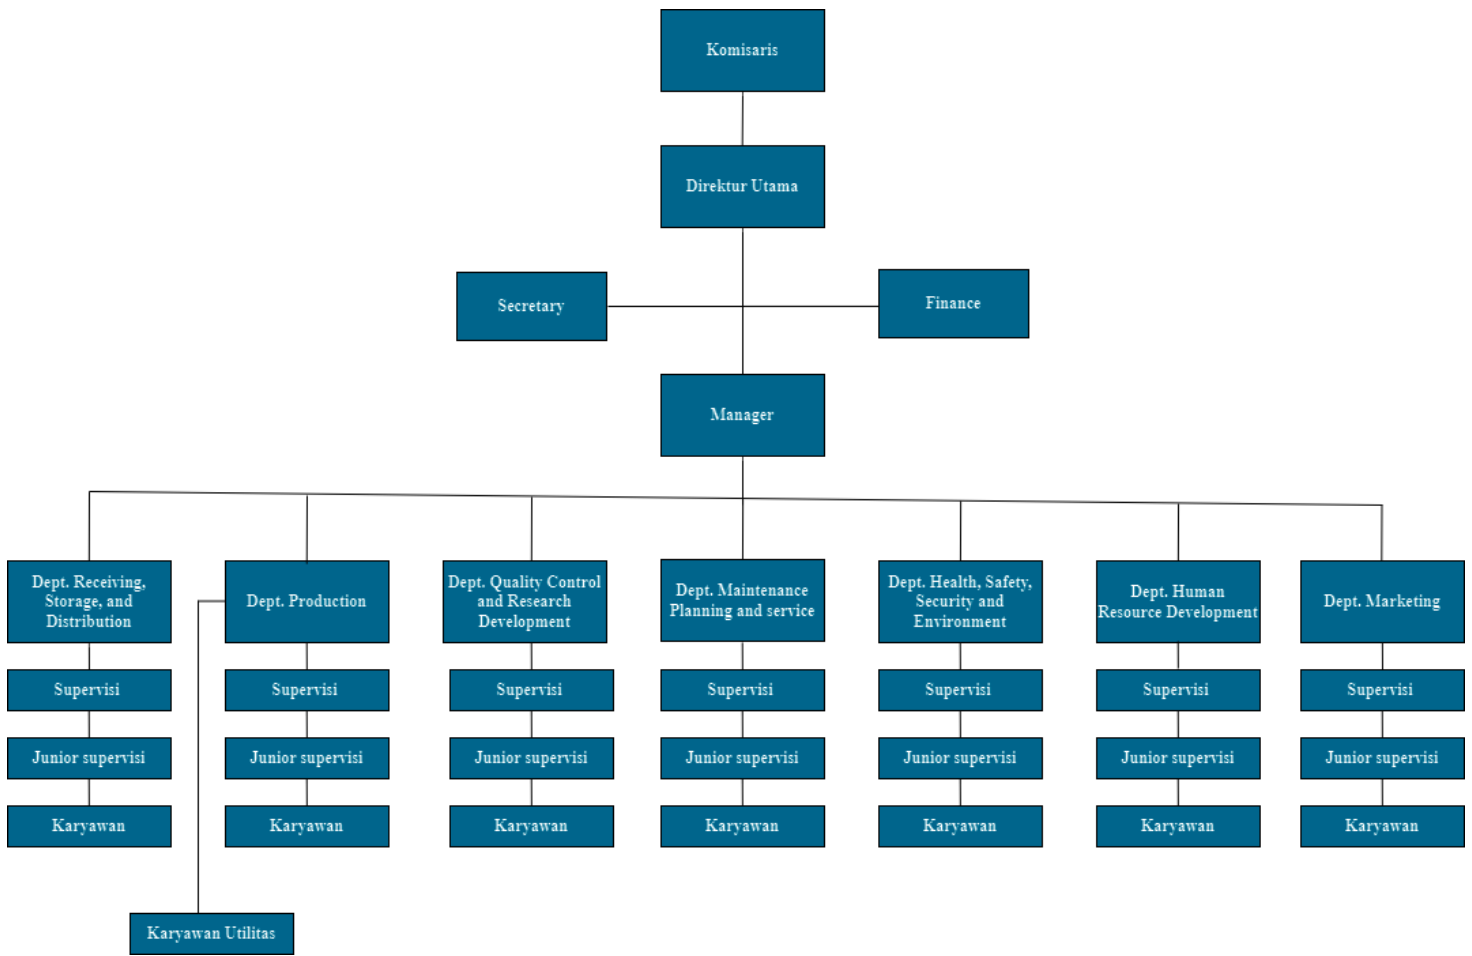 Komisaris
Direktur Utama
Secretary
Finance
Manager
Dept. Receiving,
Storage, and
Distribution
Dept. Production
Dept. Quality Control
and Research
Development
Dept. Maintenance
Planning and service
Dept. Health, Safety,
Security and
Environment
Dept. Human
Resource Development
Dept. Marketing
Supervisi
Supervisi
Supervisi
Supervisi
Supervisi
Supervisi
Supervisi
Junior supervisi
Junior supervisi
Junior supervisi
Junior supervisi
Junior supervisi
Junior supervisi
Junior supervisi
Karyawan
Karyawan
Karyawan
Karyawan
Karyawan
Karyawan
Karyawan
Karyawan Utilitas